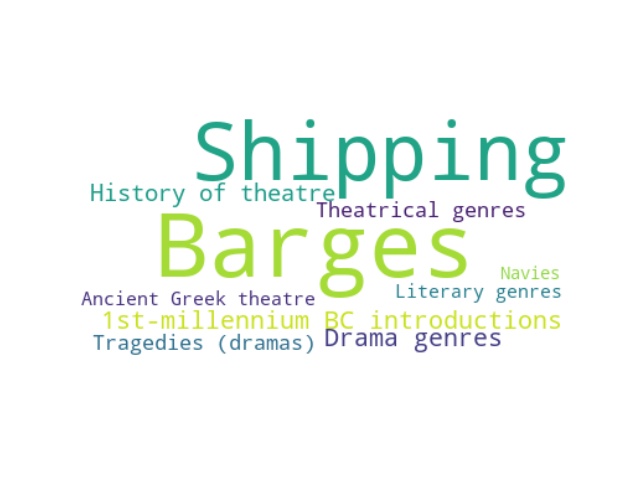 Shipping
History of theatre
Theatrical genres
Barges
Navies
Ancient Greek theatre
Literary genres
1st-millennium BC introductions
Tragedies (dramas)
Drama genres